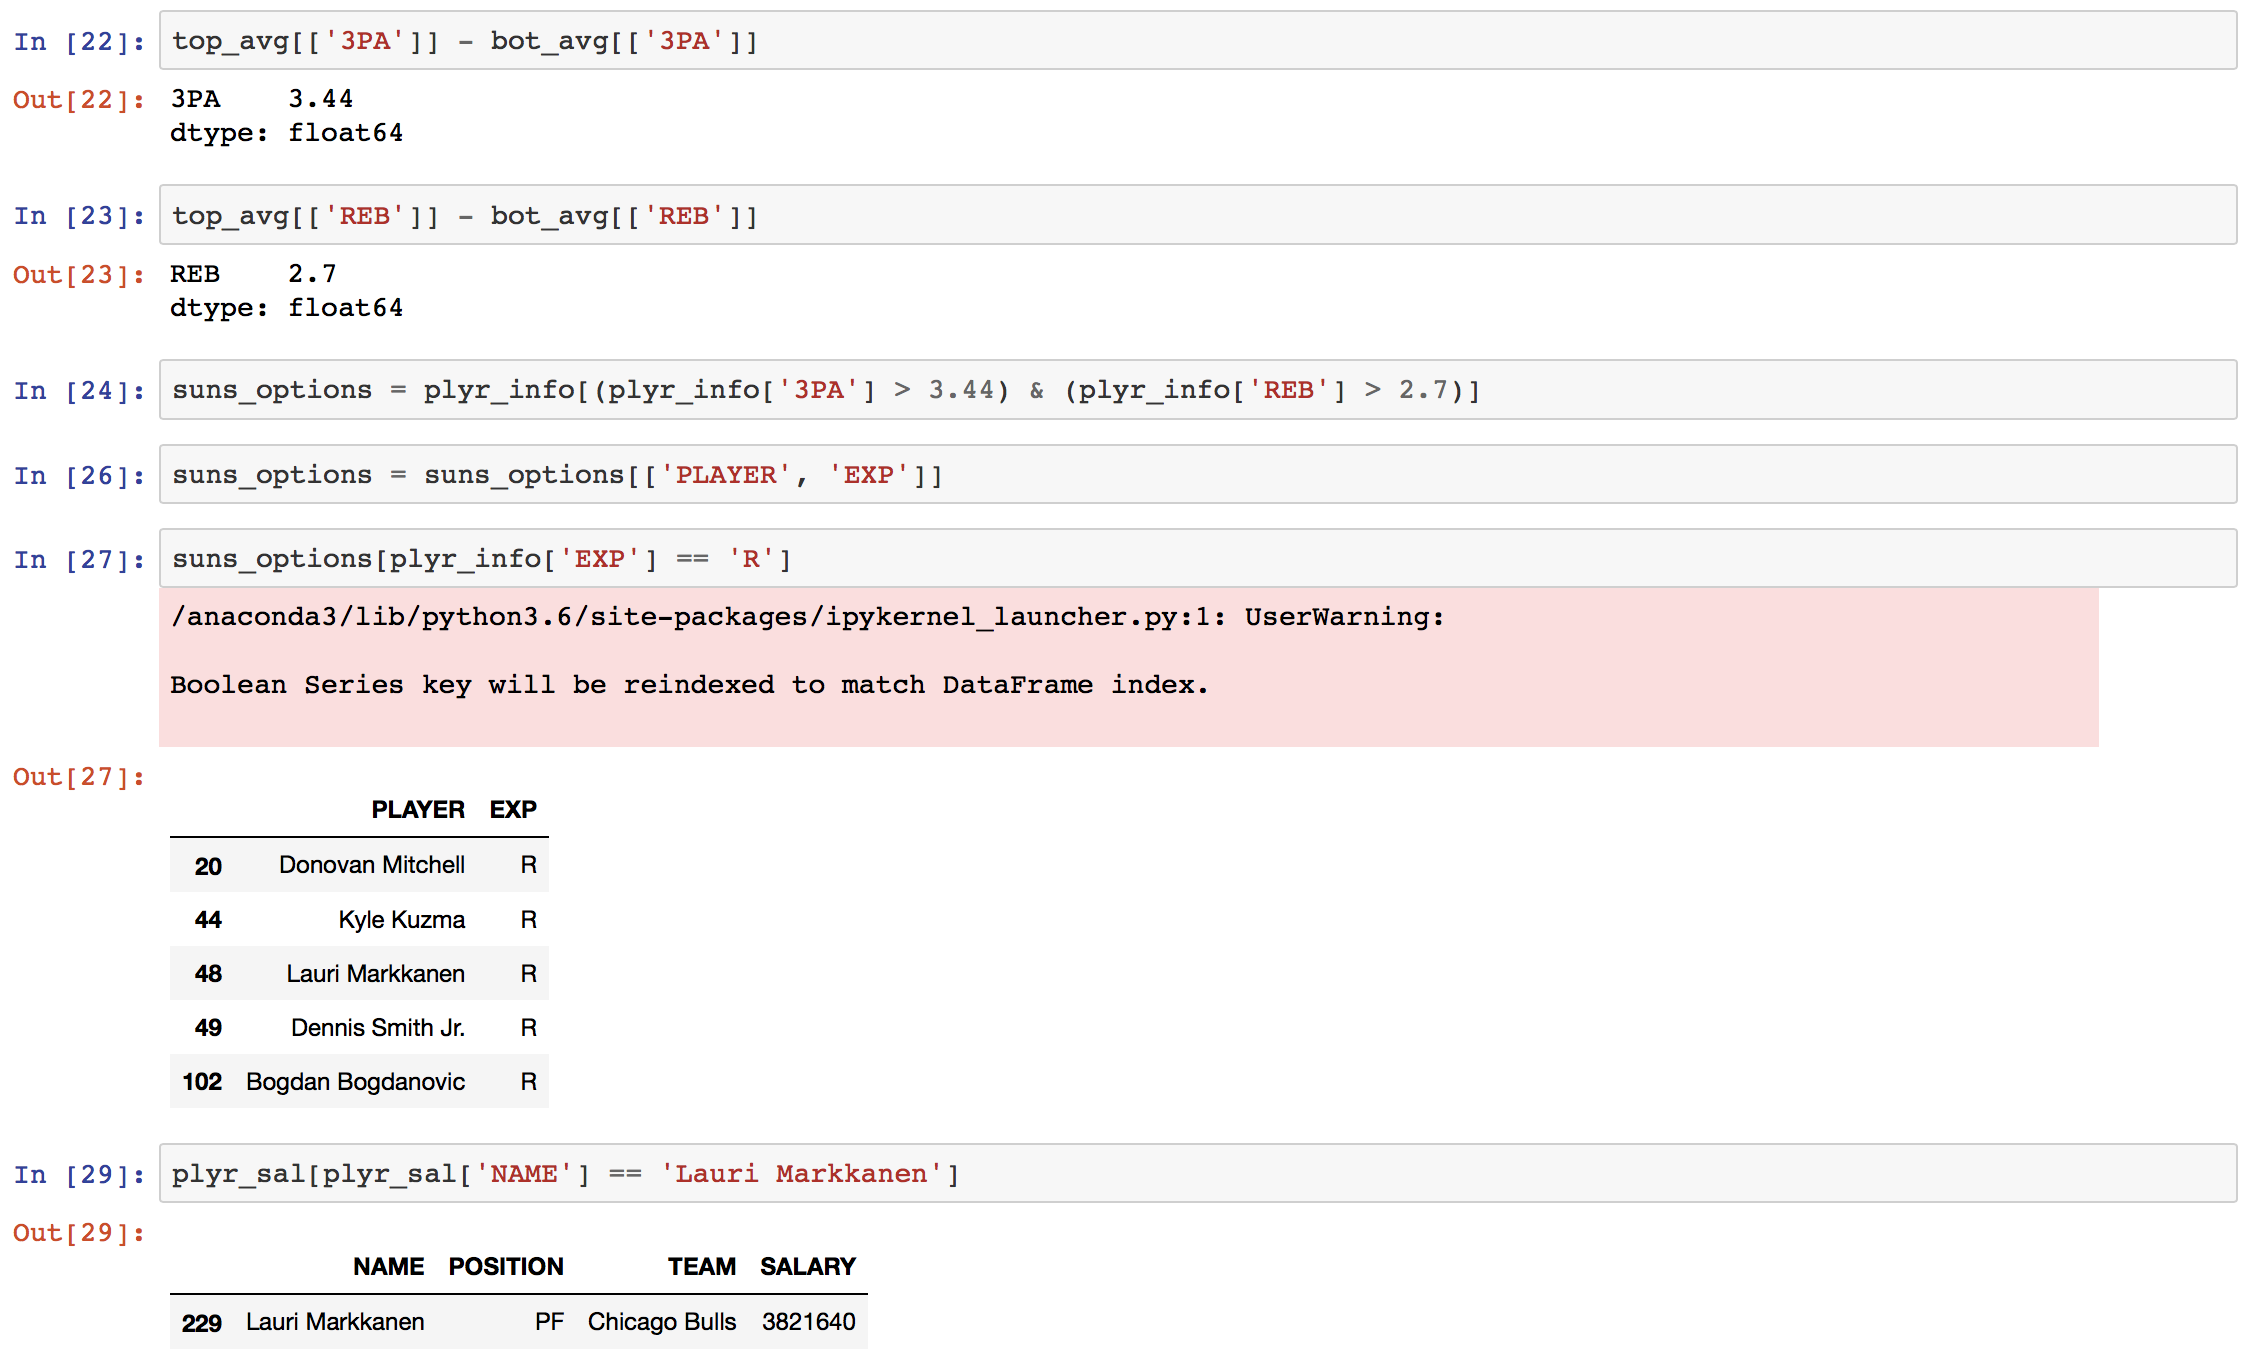 In [22]: top_avg[['3PA']] - bot_avg[['3PA']]
Out[22]: 3PA    3.44
dtype: float64
In [23]: top_avg[['REB']] - bot_avg[['REB']]
Out[23]: REB    2.7
dtype: float64
In [24]: suns_options = plyr_info[(plyr_info['3PA'] > 3.44) & (plyr_info['REB'] > 2.7)]
In [26]: suns_options = suns_options[['PLAYER', 'EXP']]
In [27]: suns_options[plyr_info['EXP'] == 'R']
/anaconda3/lib/python3.6/site-packages/ipykernel_launcher.py:1: UserWarning:
Boolean Series key will be reindexed to match DataFrame index.
Out[27]:
PLAYER EXP
20 Donovan Mitchell R
44 Kyle Kuzma R
48 Lauri Markkanen R
49 Dennis Smith Jr. R
102 Bogdan Bogdanovic R
In [29]: plyr_sal[plyr_sal['NAME'] == 'Lauri Markkanen']
Out[29]:
NAME POSITION TEAM SALARY
229 Lauri Markkanen PF Chicago Bulls 3821640